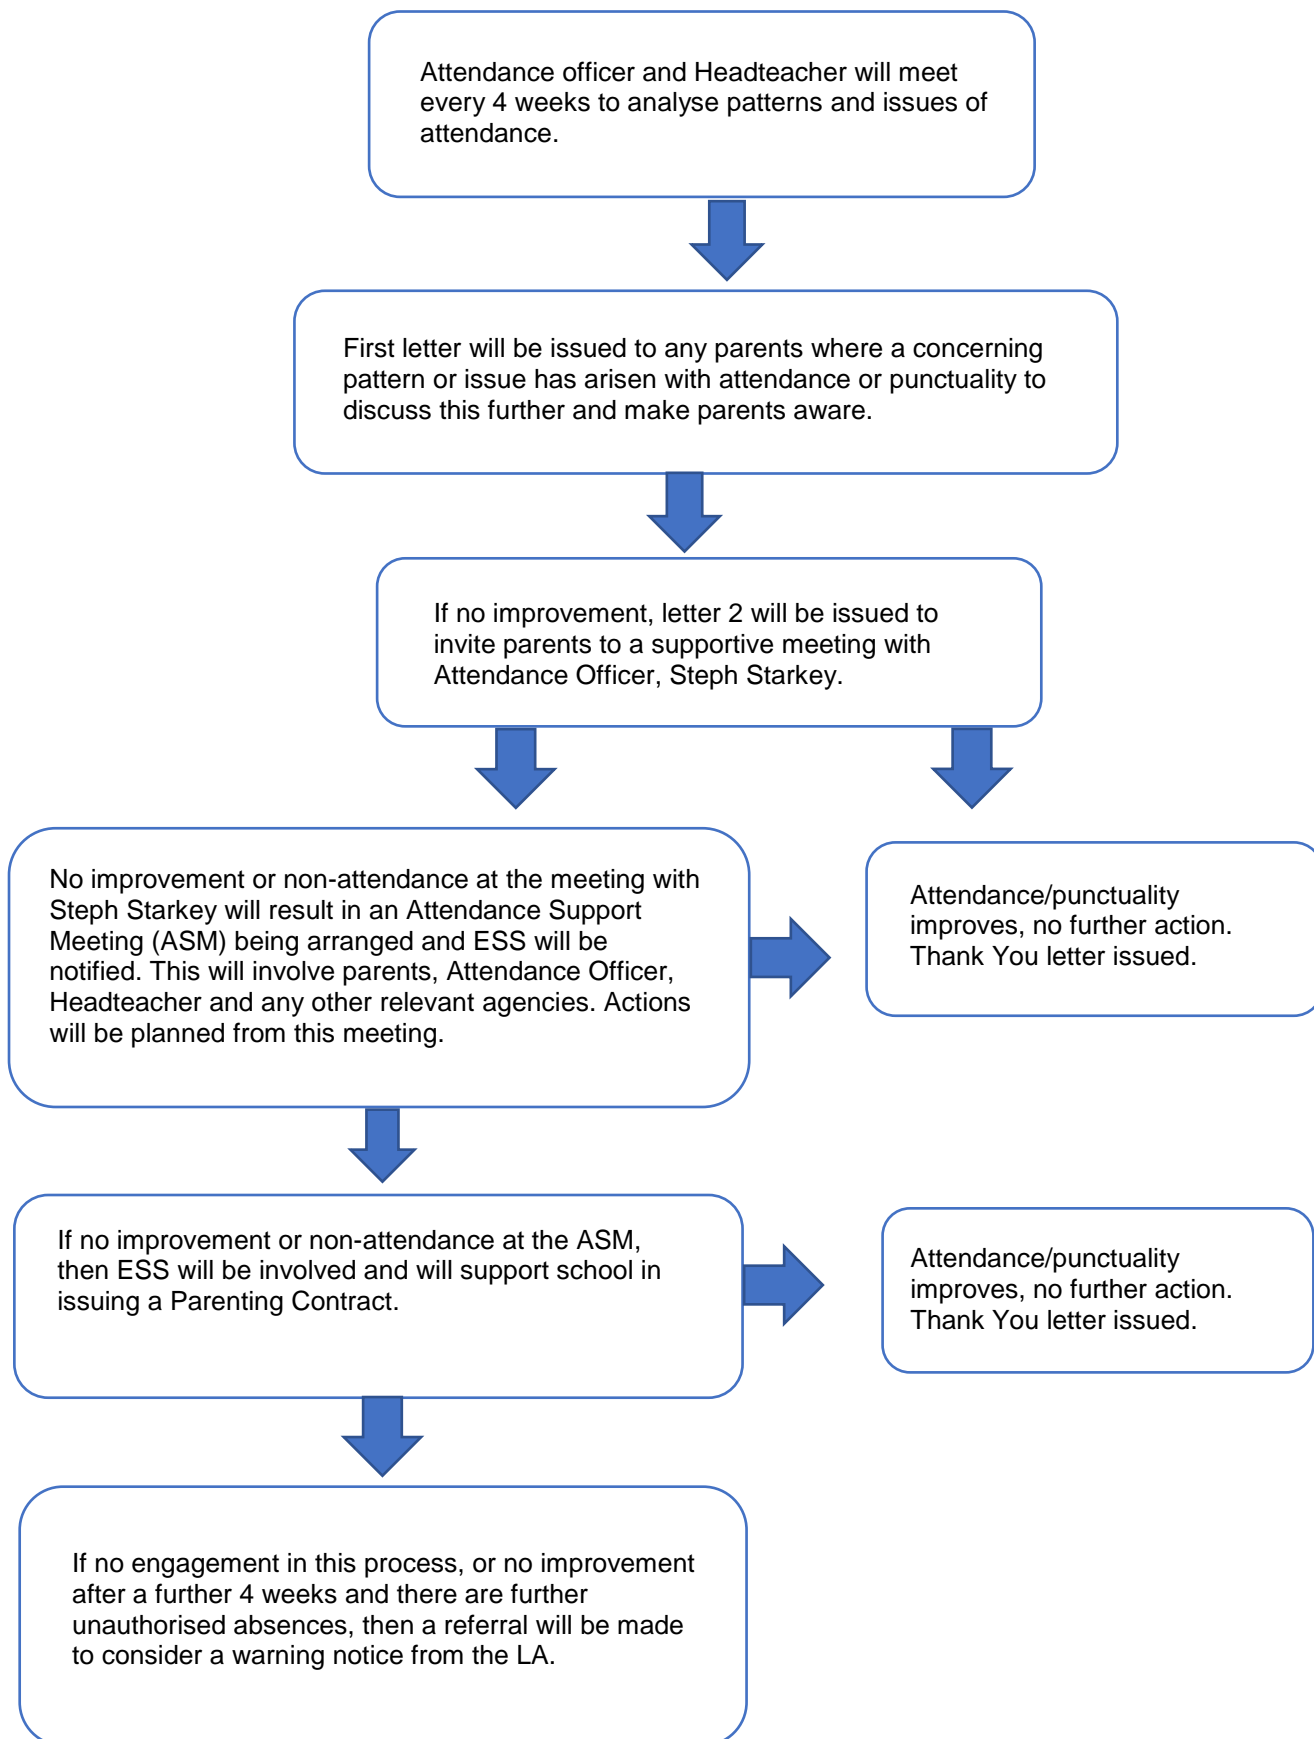 Attendance officer and Headteacher will meet
every 4 weeks to analyse patterns and issues of
attendance.
First letter will be issued to any parents where a concerning
pattern or issue has arisen with attendance or punctuality to
discuss this further and make parents aware.
If no improvement, letter 2 will be issued to
invite parents to a supportive meeting with
Attendance Officer, Steph Starkey.
No improvement or non-attendance at the meeting with
Steph Starkey will result in an Attendance Support
Meeting (ASM) being arranged and ESS will be
notified. This will involve parents, Attendance Officer,
Headteacher and any other relevant agencies. Actions
will be planned from this meeting.
Attendance/punctuality
improves, no further action.
Thank You letter issued.
If no improvement or non-attendance at the ASM,
then ESS will be involved and will support school in
issuing a Parenting Contract.
Attendance/punctuality
improves, no further action.
Thank You letter issued.
If no engagement in this process, or no improvement
after a further 4 weeks and there are further
unauthorised absences, then a referral will be made
to consider a warning notice from the LA.